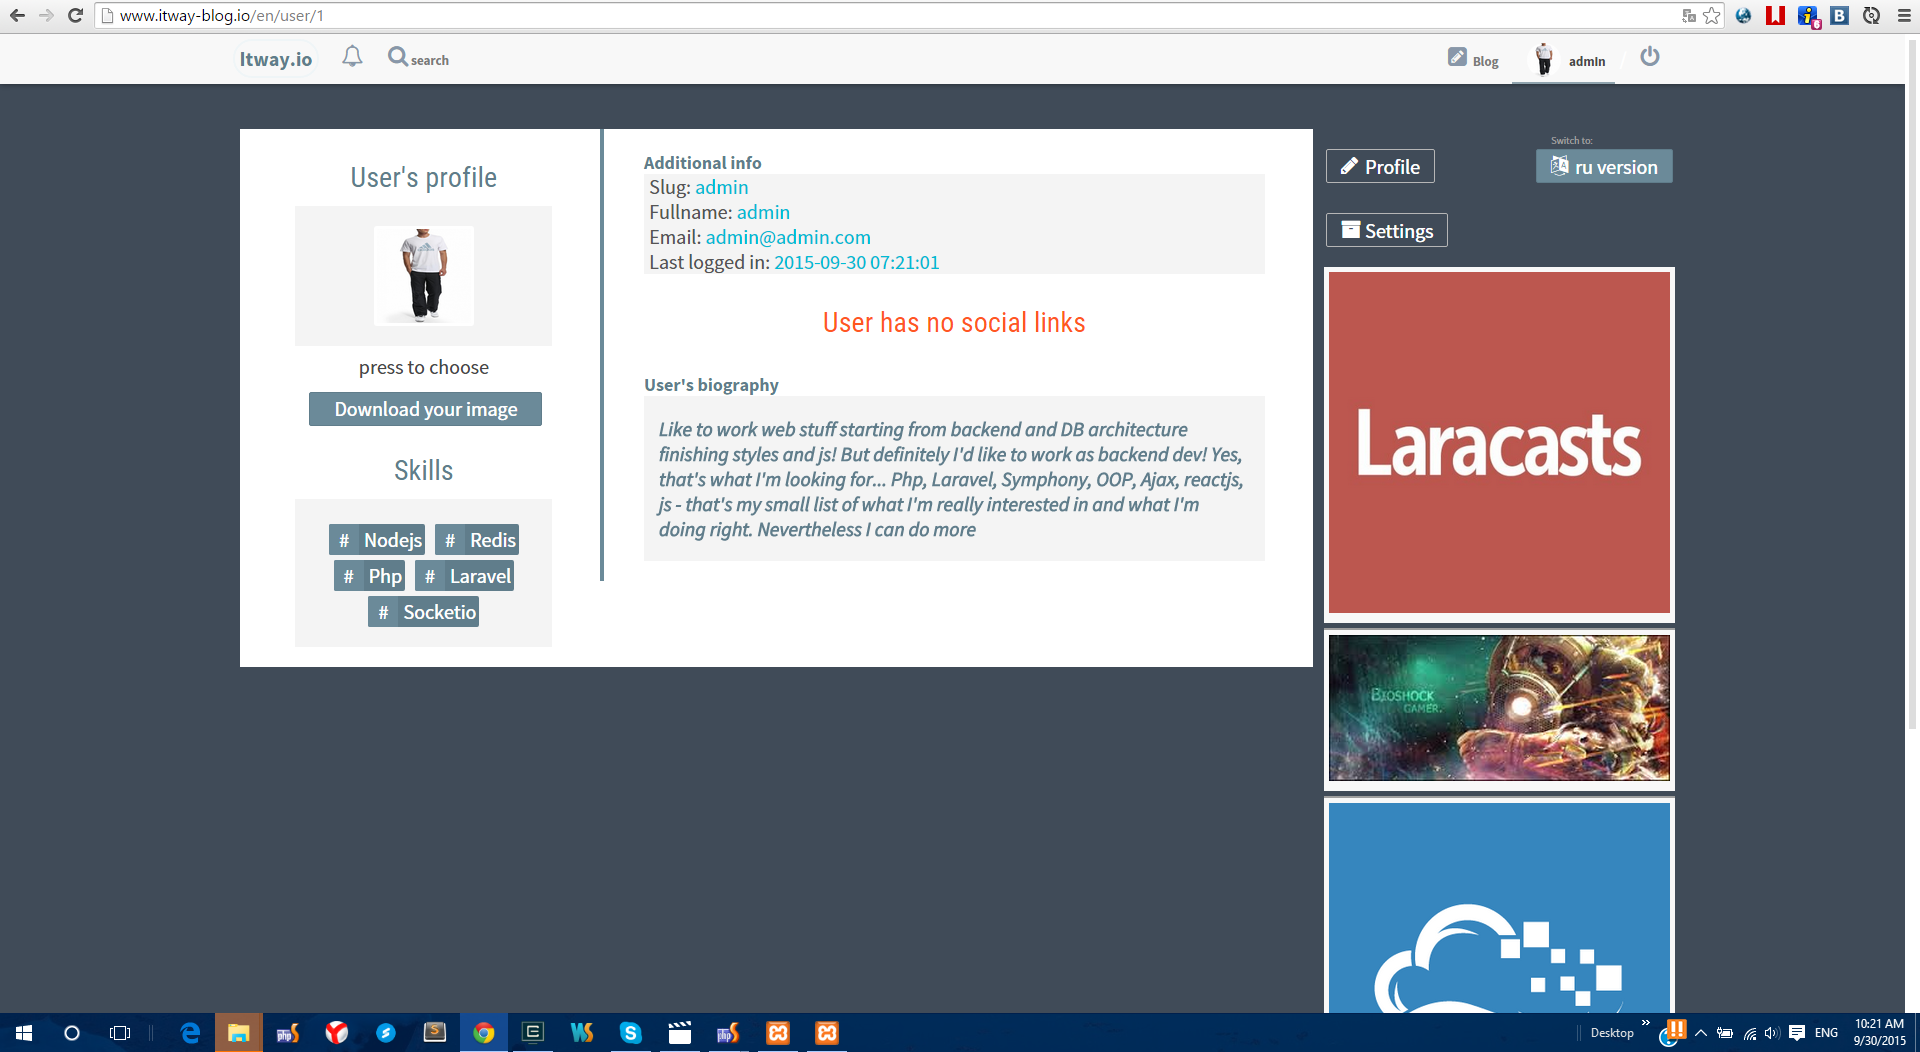 www.itway-blog.io/en/user/1
Itway.io
search
Blog
admin
User's profile
press to choose
Download your image
Skills
# Nodejs # Redis
# Php # Laravel
# Socketio
Additional info
Slug: admin
Fullname: admin
Email: admin@admin.com
Last logged in: 2015-09-30 07:21:01
User has no social links
User's biography
Like to work web stuff starting from backend and DB architecture
finishing styles and js! But definitely I'd like to work as backend dev! Yes,
that's what I'm looking for... Php, Laravel, Symphony, OOP, Ajax, reactjs,
js - that's my small list of what I'm really interested in and what I'm
doing right. Nevertheless I can do more
Profile
Switch to:
ru version
Settings
Laracasts
BIOSHOCK
GAMER.
Desktop
ENG
10:21 AM
9/30/2015